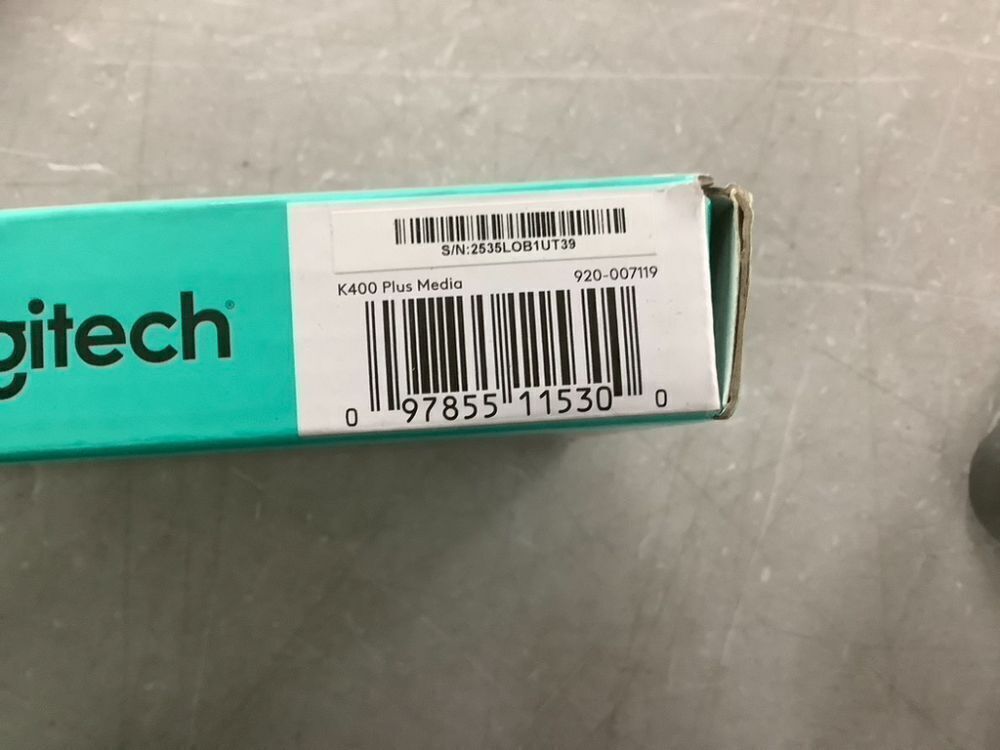 gitech®
S/N:2535LOB1UT39
K400 Plus Media 920-007119
0 97855 11530 0